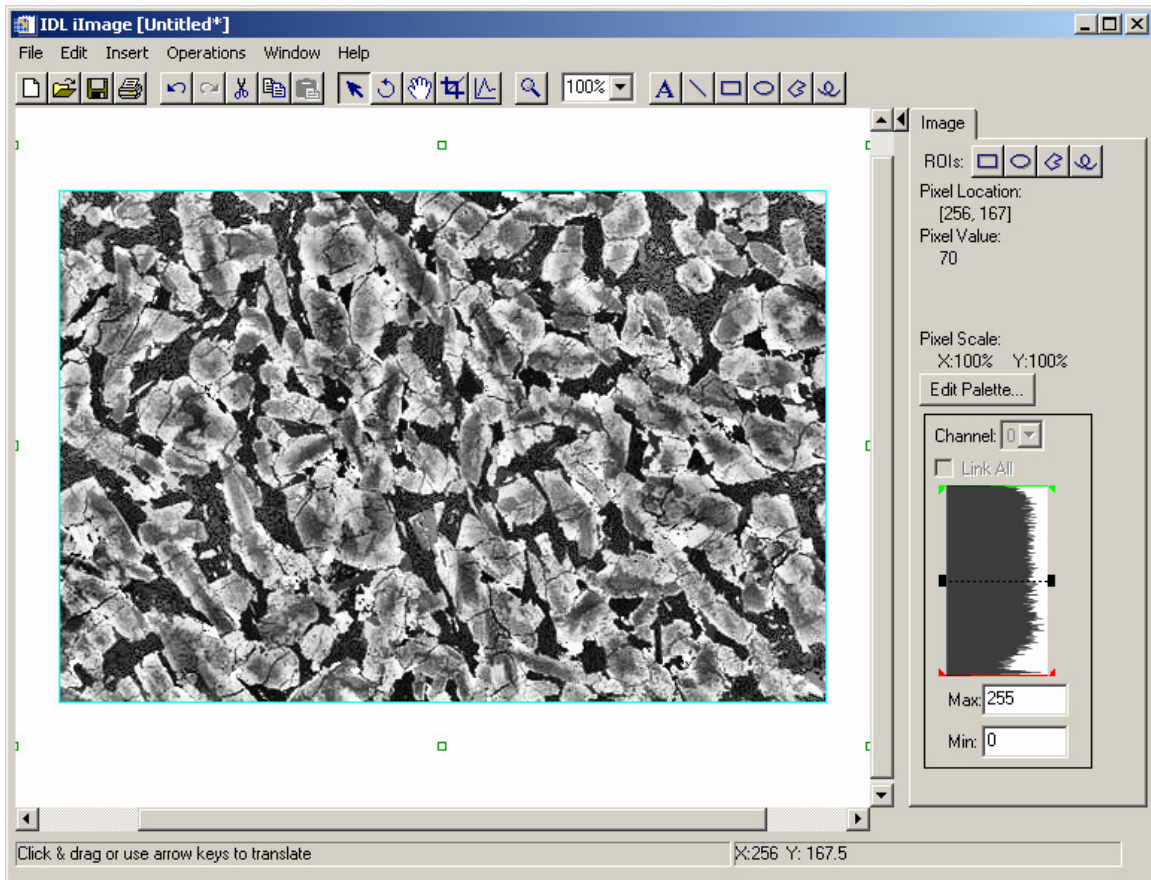 IDL iImage [Untitled*]
File Edit Insert Operations Window Help
100%
Image
ROIs:
Pixel Location:
[256, 167]
Pixel Value:
70
Pixel Scale:
X:100% Y:100%
Edit Palette...
Channel: 0
Link All
Max: 255
Min: 0
Click & drag or use arrow keys to translate
X:256 Y: 167.5